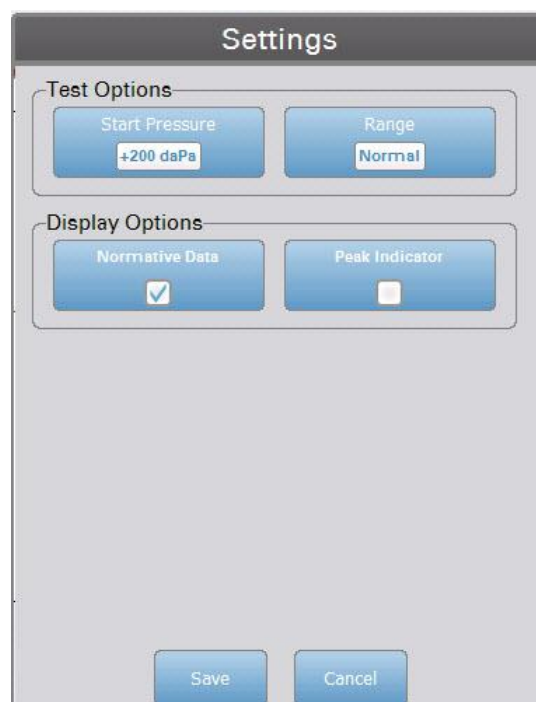 Settings
Test Options
Start Pressure
Range
+200 daPa
Normal
Display Options
Normative Data
Peak Indicator
Save
Cancel